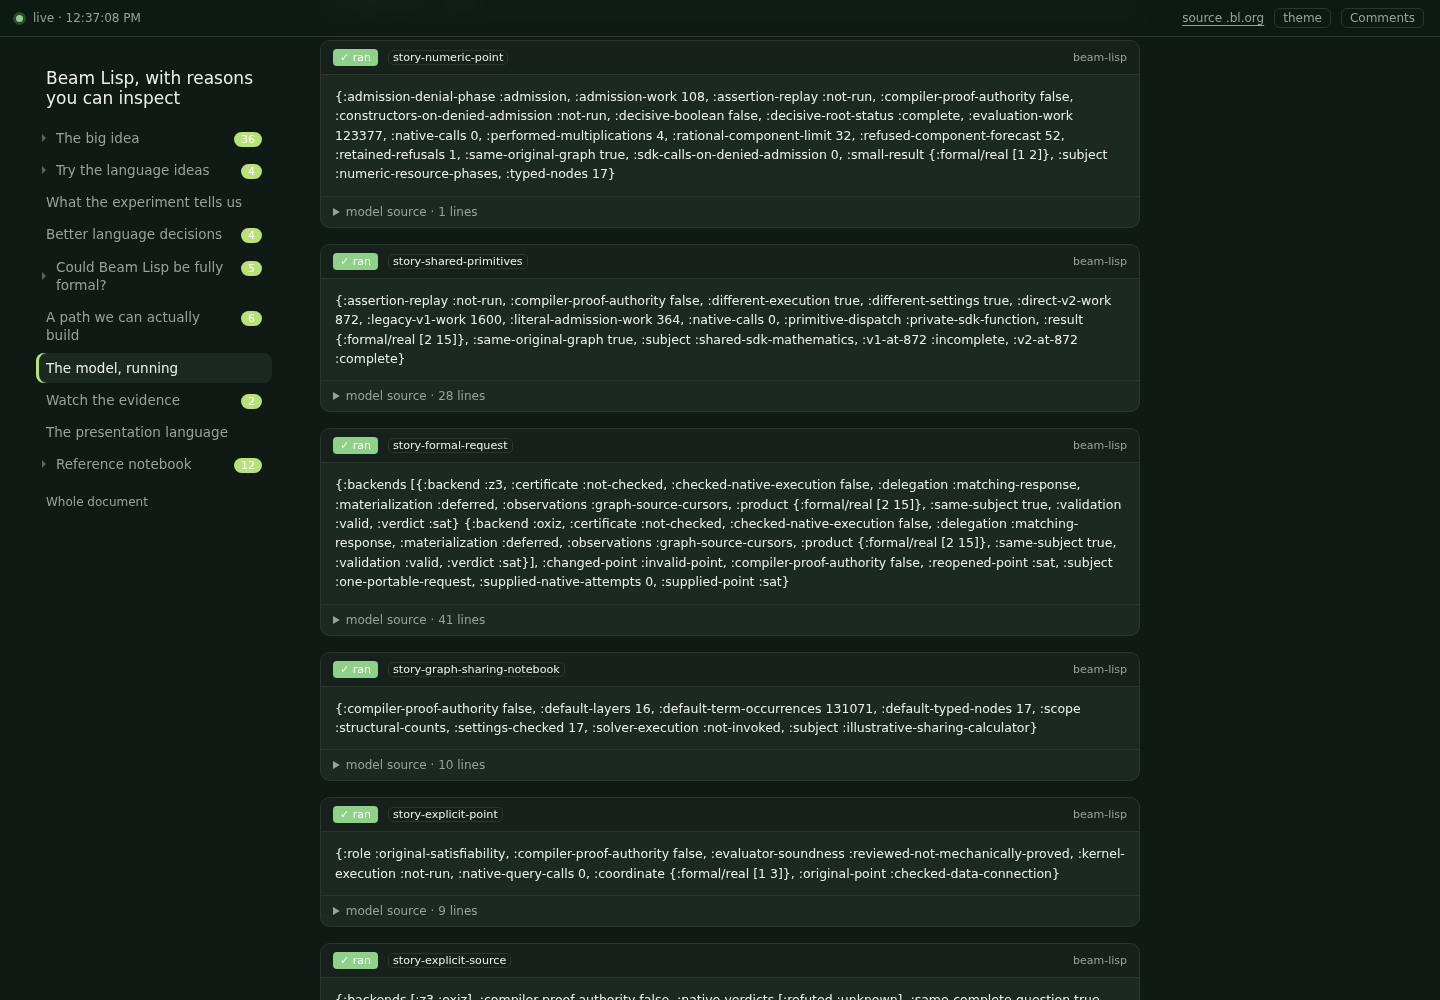 live · 12:37:08 PM
source .bl.org
theme
Comments
Beam Lisp, with reasons
you can inspect
The big idea 36
Try the language ideas 4
What the experiment tells us
Better language decisions 4
Could Beam Lisp be fully 5
formal?
A path we can actually 6
build
The model, running
Watch the evidence 2
The presentation language
Reference notebook 12
Whole document
✓ ran story-numeric-point beam-lisp
{:admission-denial-phase :admission, :admission-work 108, :assertion-replay :not-run, :compiler-proof-authority false,
:constructors-on-denied-admission :not-run, :decisive-boolean false, :decisive-root-status :complete, :evaluation-work
123377, :native-calls 0, :performed-multiplications 4, :rational-component-limit 32, :refused-component-forecast 52,
:retained-refusals 1, :same-original-graph true, :sdk-calls-on-denied-admission 0, :small-result {:formal/real [1 2]}, :subject
:numeric-resource-phases, :typed-nodes 17}
model source · 1 lines
✓ ran story-shared-primitives beam-lisp
{:assertion-replay :not-run, :compiler-proof-authority false, :different-execution true, :different-settings true, :direct-v2-work
872, :legacy-v1-work 1600, :literal-admission-work 364, :native-calls 0, :primitive-dispatch :private-sdk-function, :result
{:formal/real [2 15]}, :same-original-graph true, :subject :shared-sdk-mathematics, :v1-at-872 :incomplete, :v2-at-872
:complete}
model source · 28 lines
✓ ran story-formal-request beam-lisp
{:backends [{:backend :z3, :certificate :not-checked, :checked-native-execution false, :delegation :matching-response,
:materialization :deferred, :observations :graph-source-cursors, :product {:formal/real [2 15]}, :same-subject true, :validation
:valid, :verdict :sat} {:backend :oxiz, :certificate :not-checked, :checked-native-execution false, :delegation :matching-
response, :materialization :deferred, :observations :graph-source-cursors, :product {:formal/real [2 15]}, :same-subject true,
:validation :valid, :verdict :sat}], :changed-point :invalid-point, :compiler-proof-authority false, :reopened-point :sat, :subject
:one-portable-request, :supplied-native-attempts 0, :supplied-point :sat}
model source · 41 lines
✓ ran story-graph-sharing-notebook beam-lisp
{:compiler-proof-authority false, :default-layers 16, :default-term-occurrences 131071, :default-typed-nodes 17, :scope
:structural-counts, :settings-checked 17, :solver-execution :not-invoked, :subject :illustrative-sharing-calculator}
model source · 10 lines
✓ ran story-explicit-point beam-lisp
{:role :original-satisfiability, :compiler-proof-authority false, :evaluator-soundness :reviewed-not-mechanically-proved, :kernel-
execution :not-run, :native-query-calls 0, :coordinate {:formal/real [1 3]}, :original-point :checked-data-connection}
model source · 9 lines
✓ ran story-explicit-source beam-lisp
{:backends [:z3 :oxiz], :compiler-proof-authority false, :native-verdicts [:refuted :unknown], :same-complete-question true,